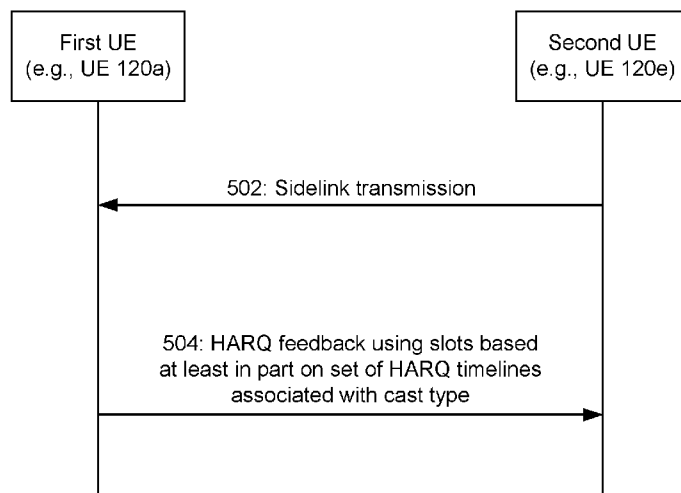 First UE
(e.g., UE 120a)
Second UE
(e.g., UE 120e)
502: Sidelink transmission
504: HARQ feedback using slots based
at least in part on set of HARQ timelines
associated with cast type